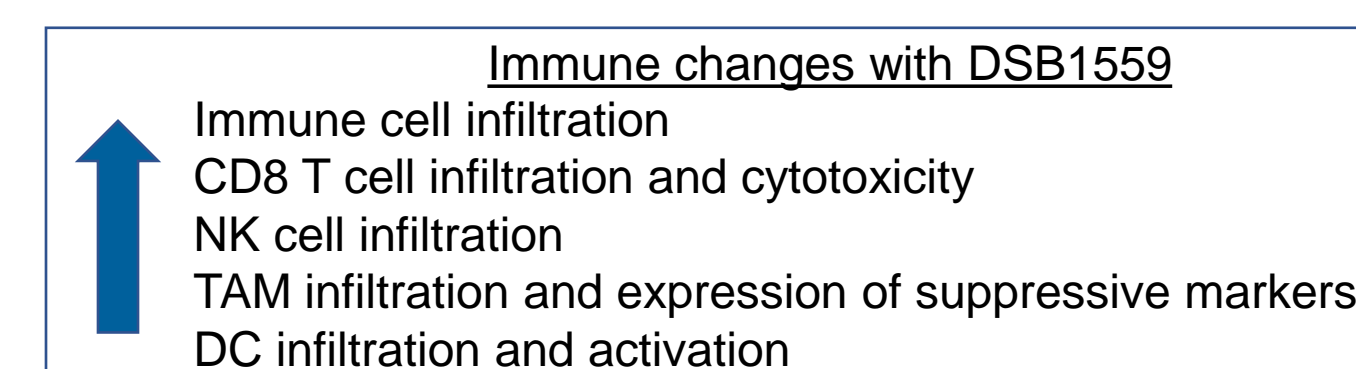 Immune changes with DSB1559
Immune cell infiltration
CD8 T cell infiltration and cytotoxicity
NK cell infiltration
TAM infiltration and expression of suppressive markers
DC infiltration and activation